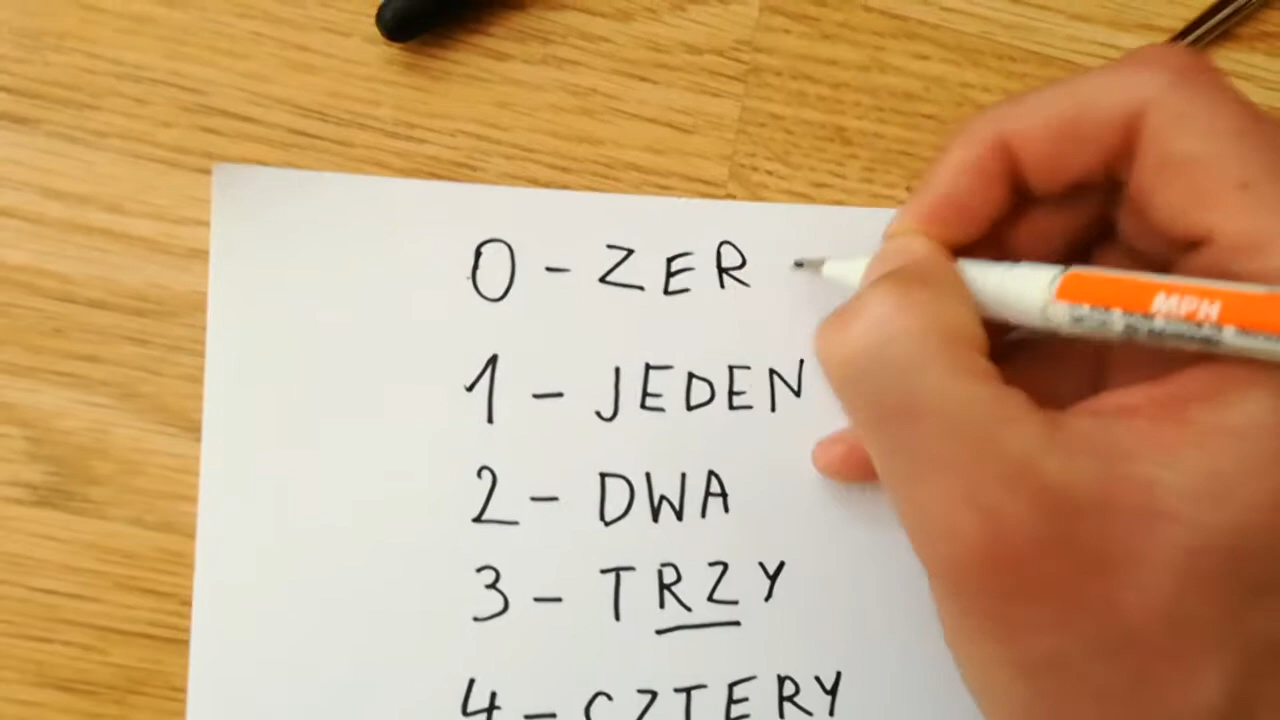 0 - ZER
1 - JEDEN
2 - DWA
3 - TRZY
4 - CZTERY
MPH